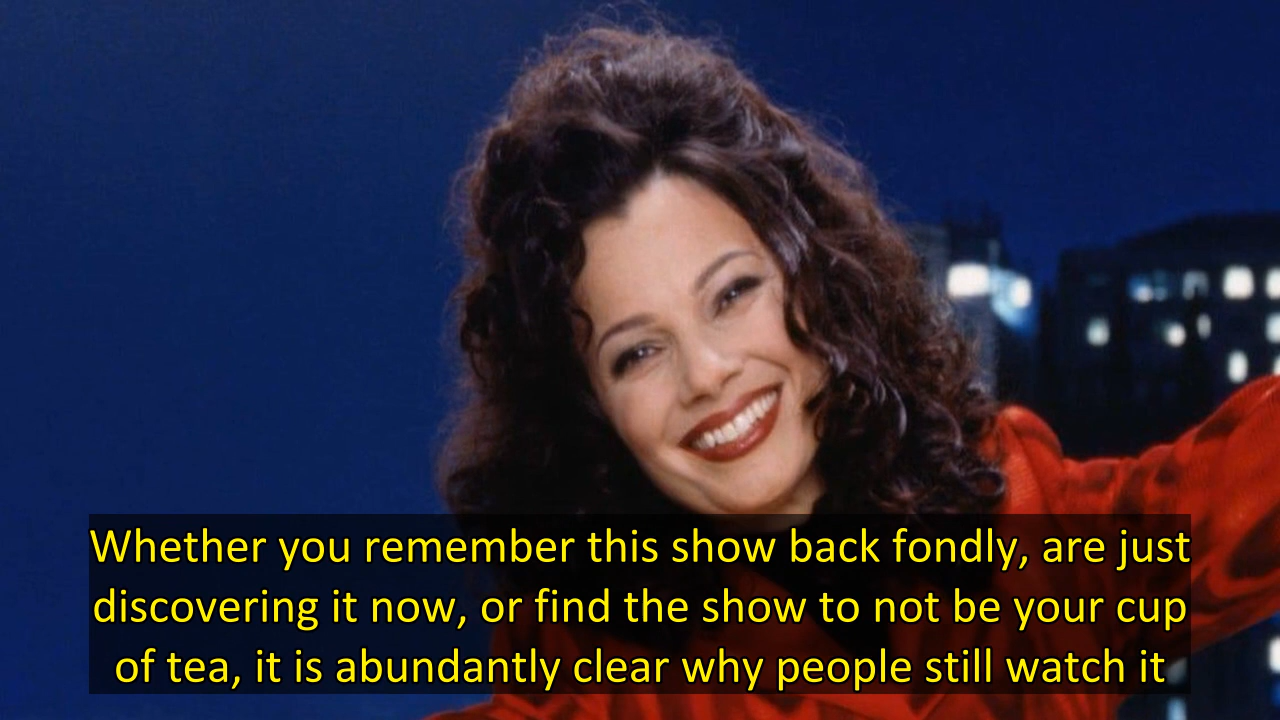 Whether you remember this show back fondly, are just
discovering it now, or find the show to not be your cup
of tea, it is abundantly clear why people still watch it